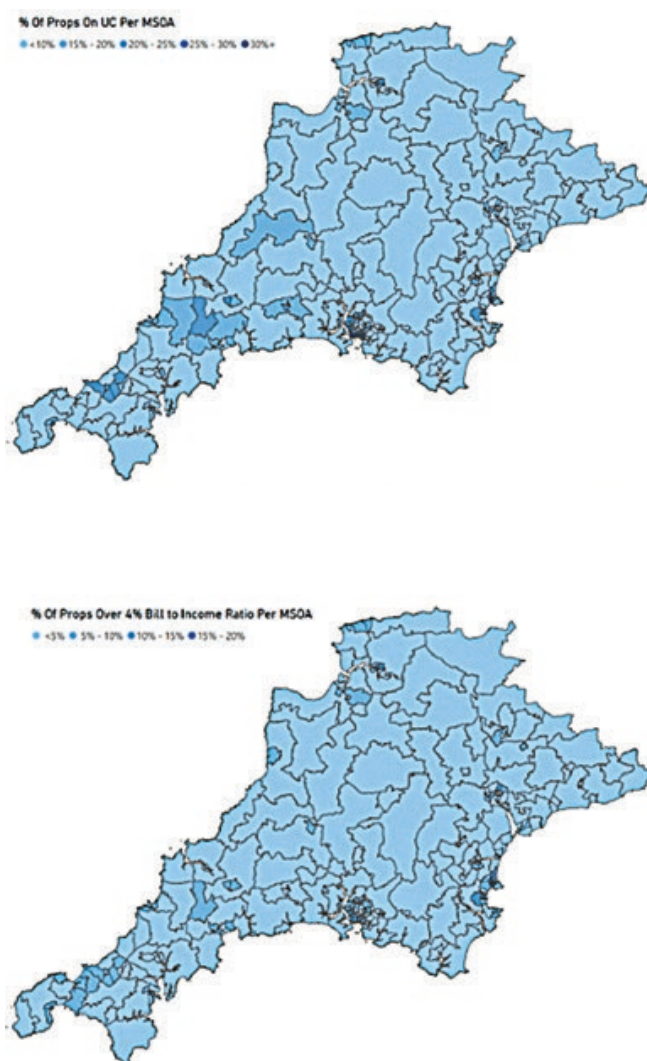 % Of Props On UC Per MSOA
<10% 15% - 20% 20% - 25% 25% - 30% 30%+
% Of Props Over 4% Bill to Income Ratio Per MSOA
<5% 5% - 10% 10% - 15% 15% - 20%